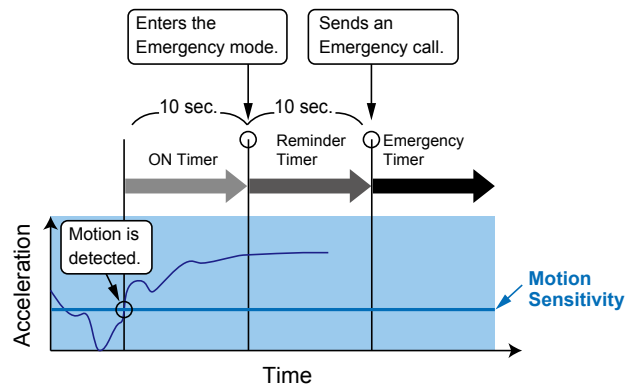 Enters the
Emergency mode.
Sends an
Emergency call.
10 sec.
10 sec.
ON Timer
Reminder
Timer
Emergency
Timer
Motion is
detected.
Acceleration
Motion
Sensitivity
Time